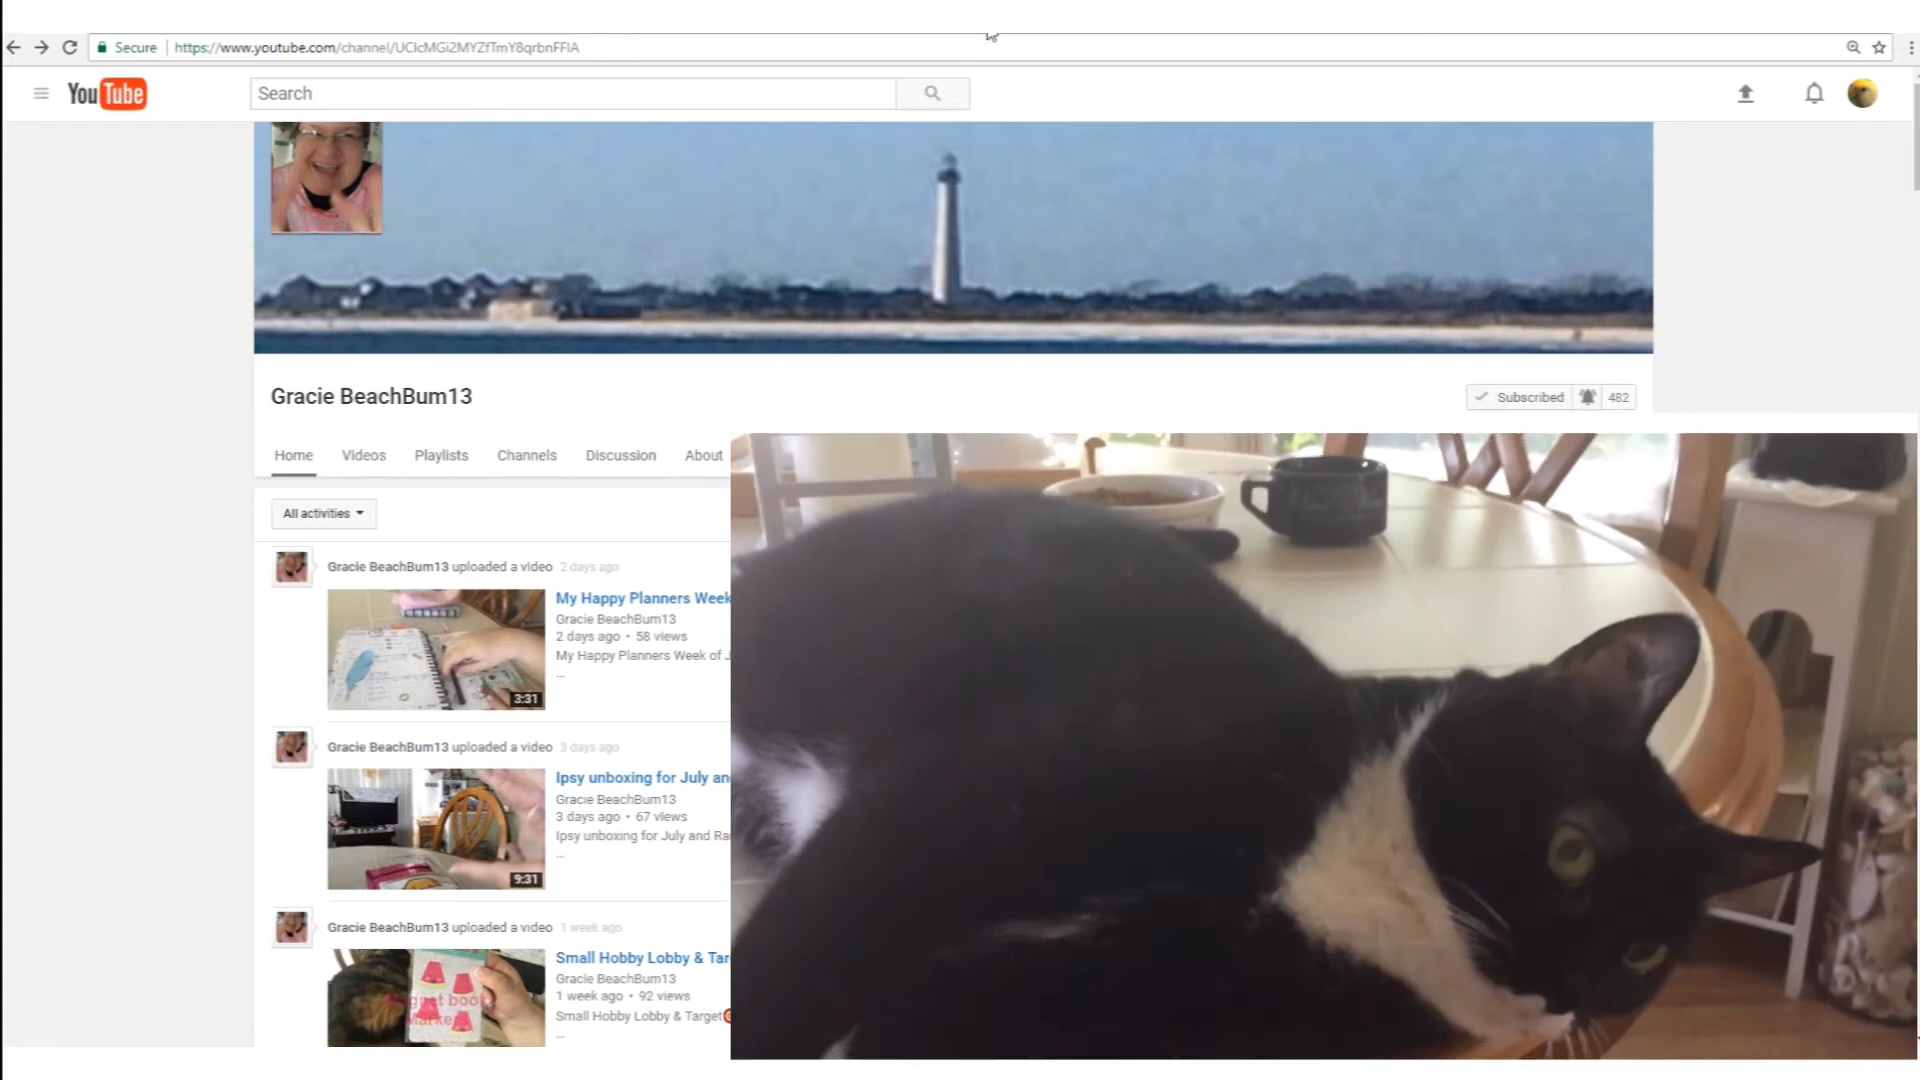 Secure | https://www.youtube.com/channel/UClcMGi2MYZfTmY8qrbnFFlA
YouTube
Search
Gracie BeachBum13
Subscribed 482
Home Videos Playlists Channels Discussion About
All activities
Gracie BeachBum13 uploaded a video 2 days ago
My Happy Planners Week
Gracie BeachBum13
2 days ago • 58 views
My Happy Planners Week of J
...
3:31
Gracie BeachBum13 uploaded a video 3 days ago
Ipsy unboxing for July an
Gracie BeachBum13
3 days ago • 67 views
Ipsy unboxing for July and Ra
...
9:31
Gracie BeachBum13 uploaded a video 1 week ago
Small Hobby Lobby & Tar
Gracie BeachBum13
1 week ago • 92 views
Small Hobby Lobby & Target
...
book